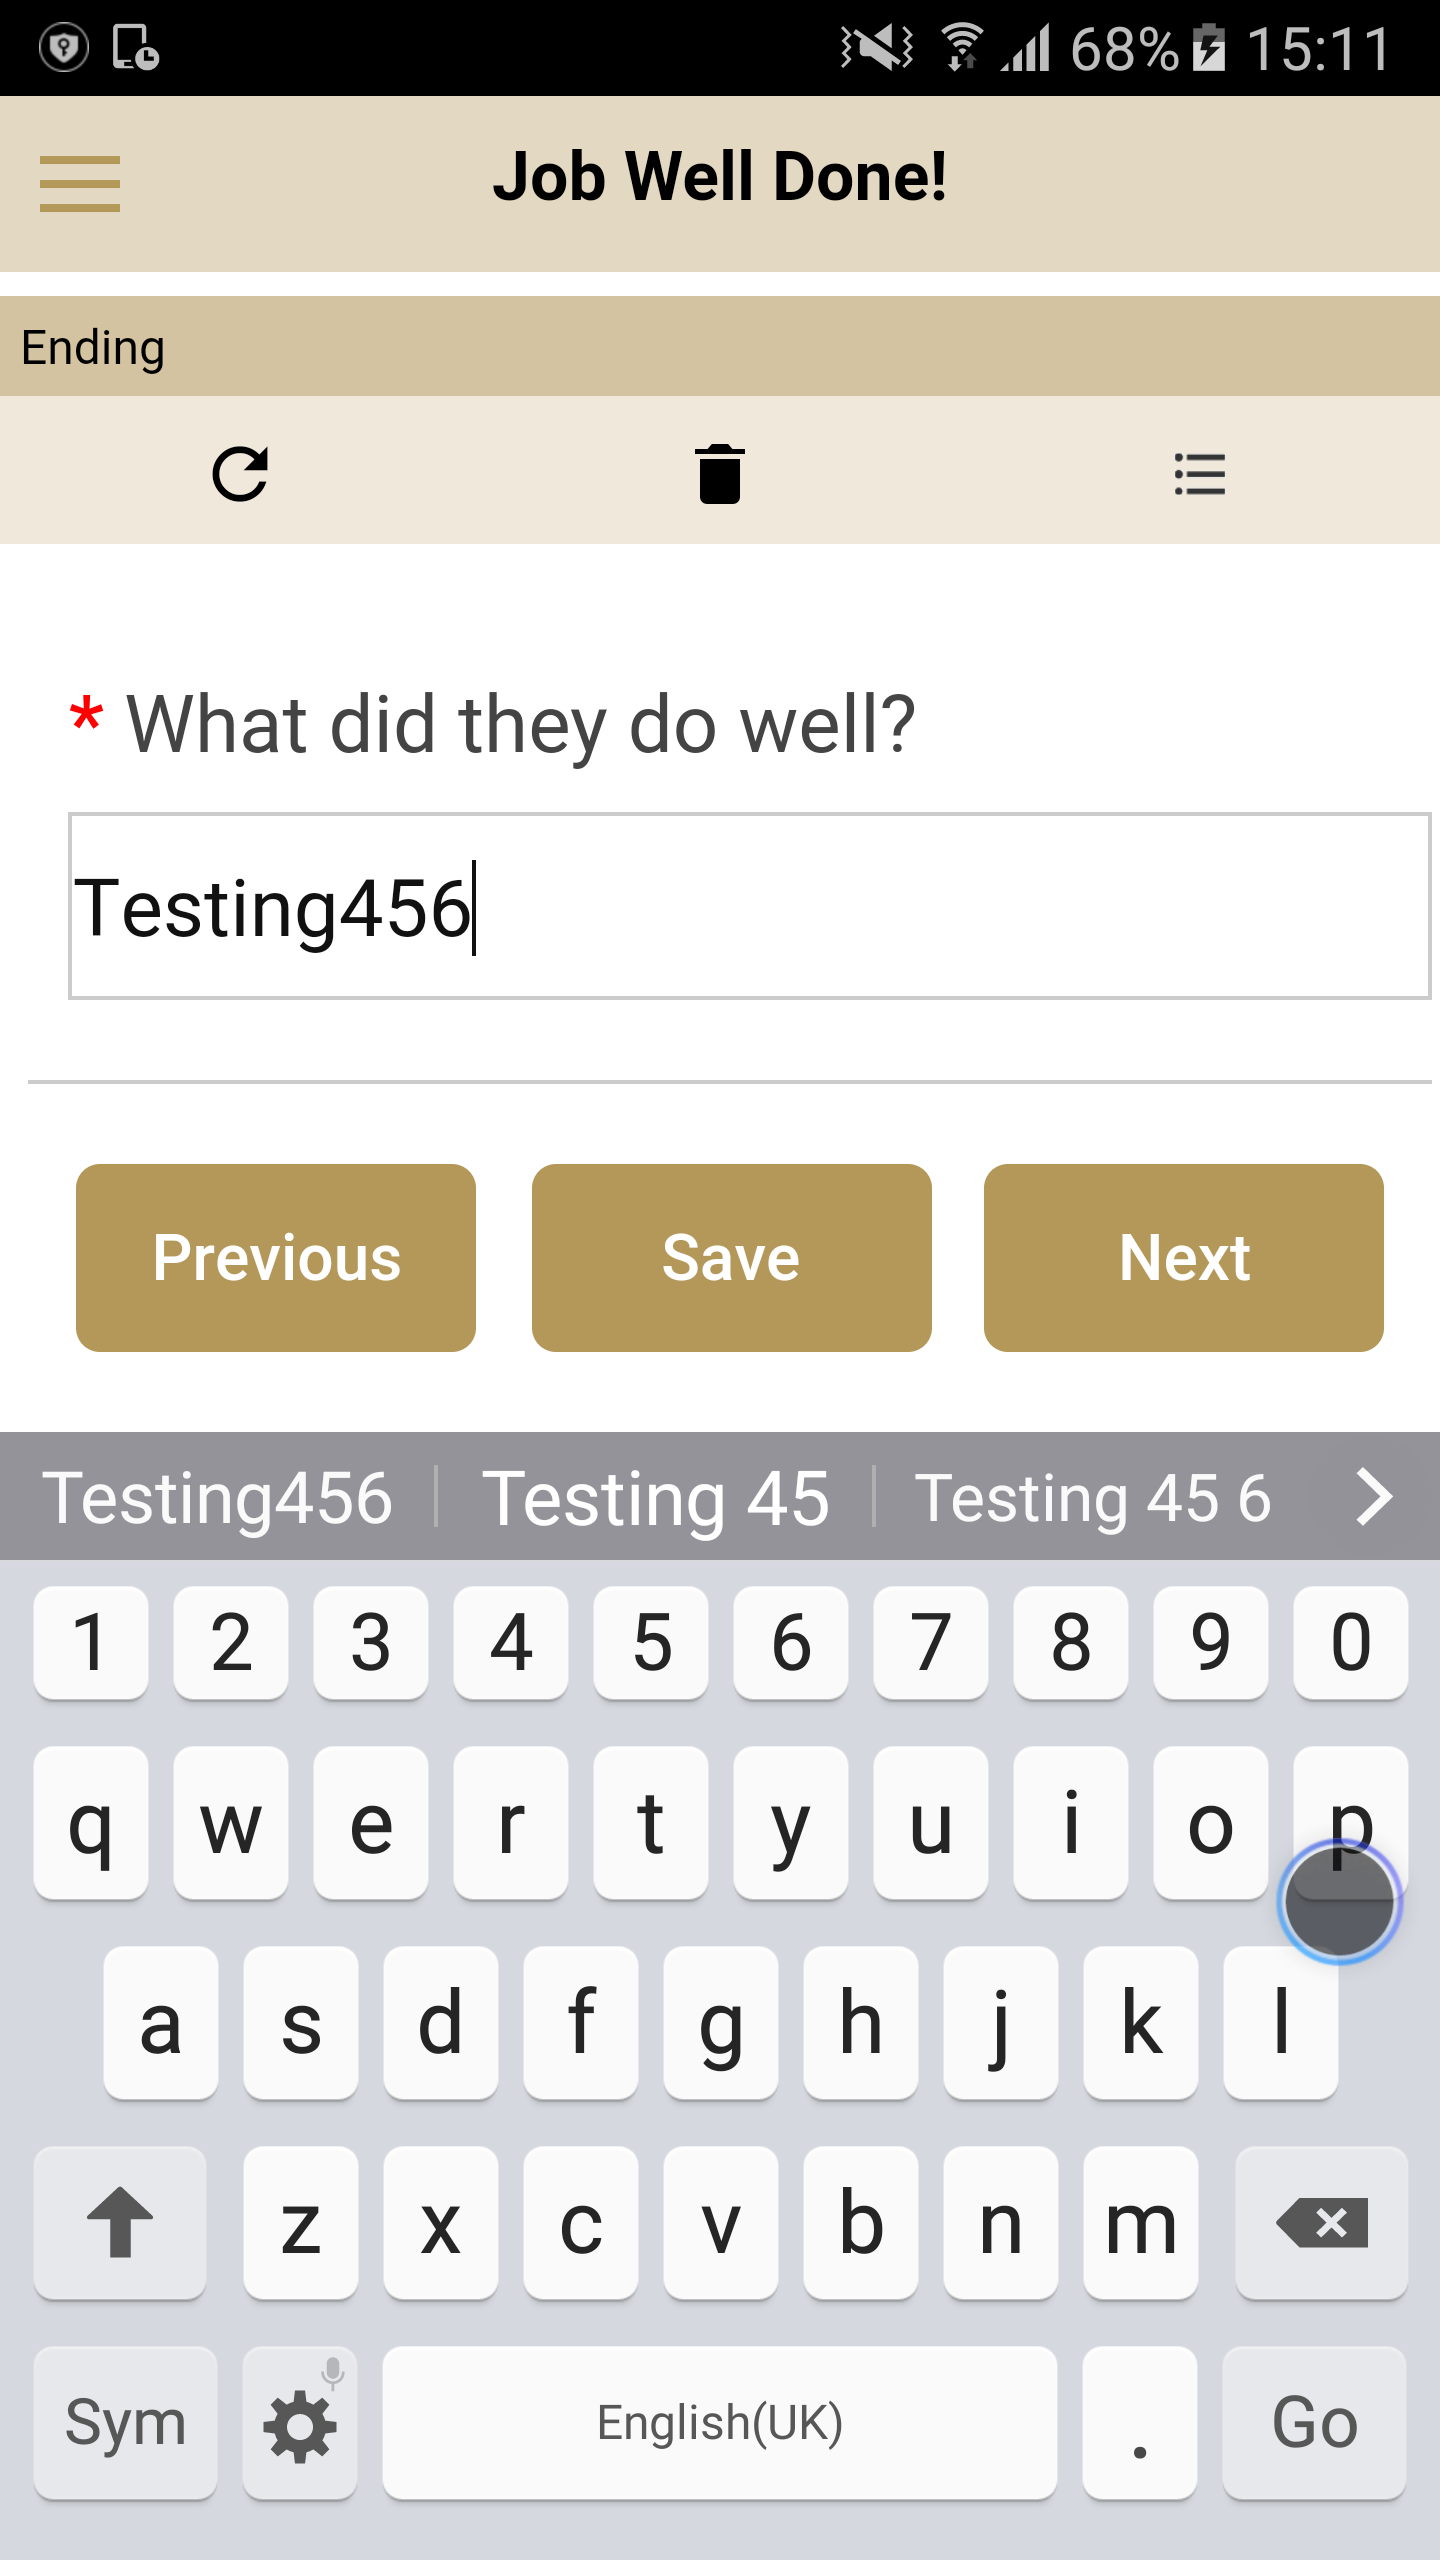 68% 15:11
Job Well Done!
Ending
* What did they do well?
Testing456
Previous Save Next
Testing456 Testing 45 Testing 45 6
1 2 3 4 5 6 7 8 9 0
q w e r t y u i o p
a s d f g h j k l
z x c v b n m
Sym English(UK) . Go